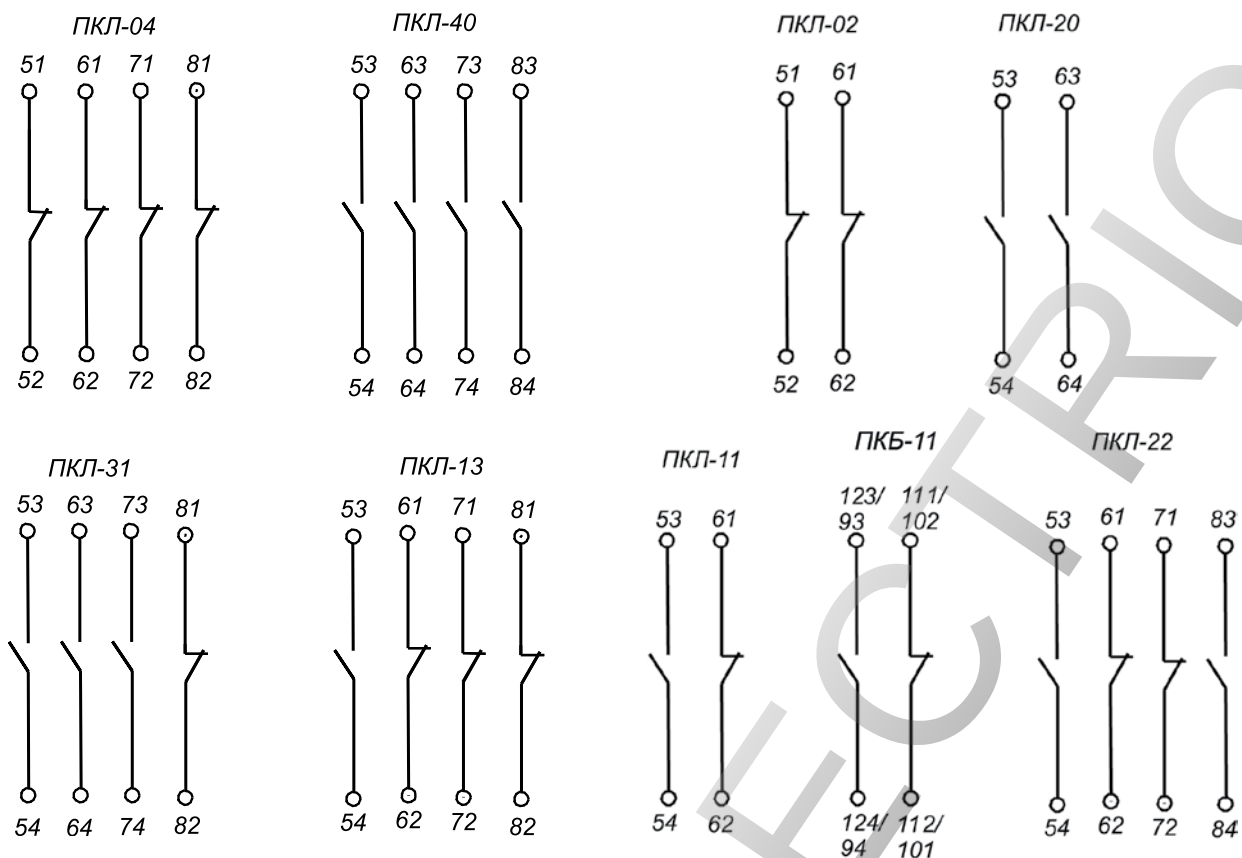 ПКЛ-04
51 61 71 81
52 62 72 82
ПКЛ-40
53 63 73 83
54 64 74 84
ПКЛ-02
51 61
52 62
ПКЛ-20
53 63
54 64
ПКЛ-31
53 63 73 81
54 64 74 82
ПКЛ-13
53 61 71 81
54 62 72 82
ПКЛ-11
53 61
54 62
ПКБ-11
123/ 111/
93 102
124/ 112/
94 101
ПКЛ-22
53 61 71 83
54 62 72 84
ECTRIC